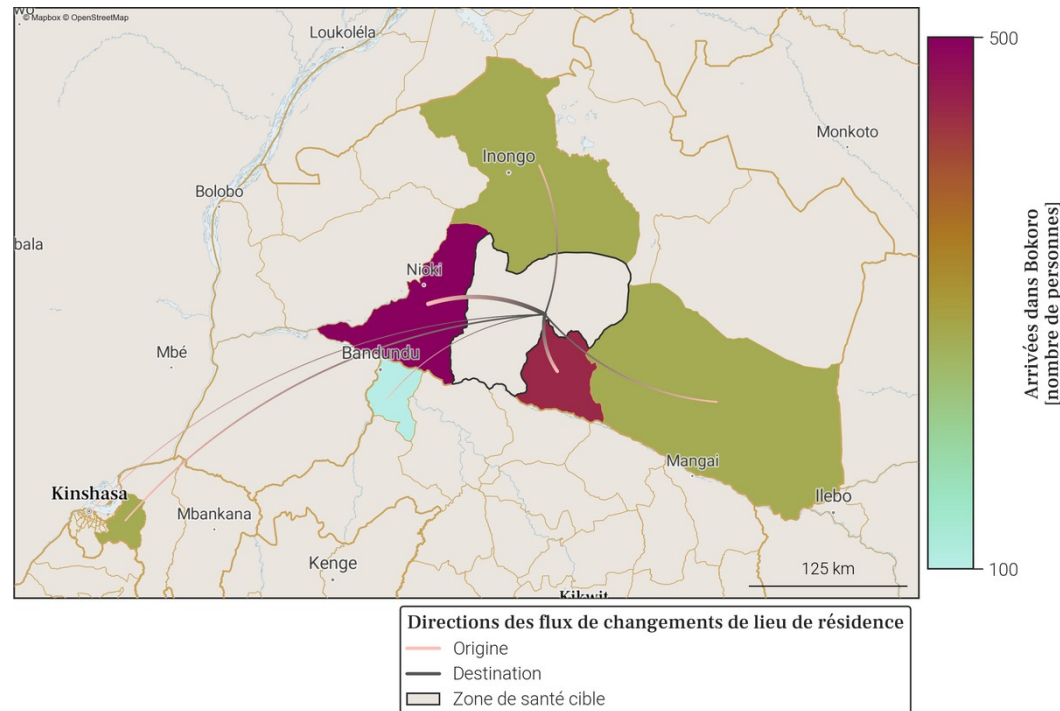 © Mapbox © OpenStreetMap
Loukoléla
Monkoto
Inongo
Bolobo
bala
Nioki
Mbé
Bandundu
Mangai
Kinshasa
Ilebo
Mbankana
Kenge
125 km
Kikwit
500
Arrivées dans Bokoro
[nombre de personnes]
100
Directions des flux de changements de lieu de résidence
Origine
Destination
Zone de santé cible